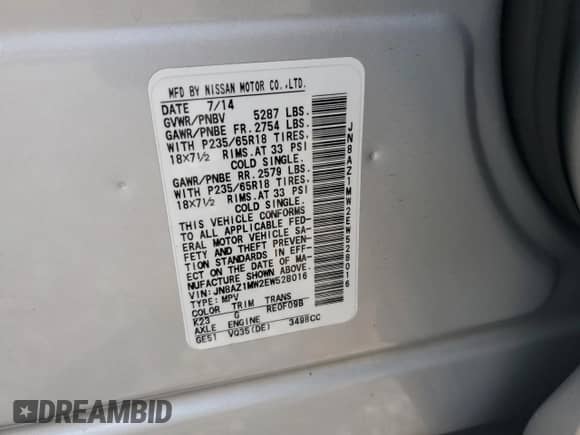 MFD BY NISSAN MOTOR CO.,LTD.
DATE 7/14
GVWR/PNBV 5287 LBS.
GAWR/PNBE FR. 2754 LBS.
WITH P235/65R18 TIRES.
18×7½ RIMS. AT 33 PSI
COLD SINGLE.
GAWR/PNBE RR. 2579 LBS.
WITH P235/65R18 TIRES.
18×7½ RIMS. AT 33 PSI
COLD SINGLE.
THIS VEHICLE CONFORMS
TO ALL APPLICABLE FED-
ERAL MOTOR VEHICLE SA-
FETY AND THEFT PREVEN-
TION STANDARDS IN EFF-
ECT ON THE DATE OF MA-
NUFACTURE SHOWN ABOVE.
VIN: JN8AZ1MW2EW528016
TYPE: MPV
COLOR TRIM TRANS
K23 G RE0F09B
AXLE ENGINE
GE51 VQ35(DE) 3498CC
JN8AZ1MW2EW528016
DREAMBID